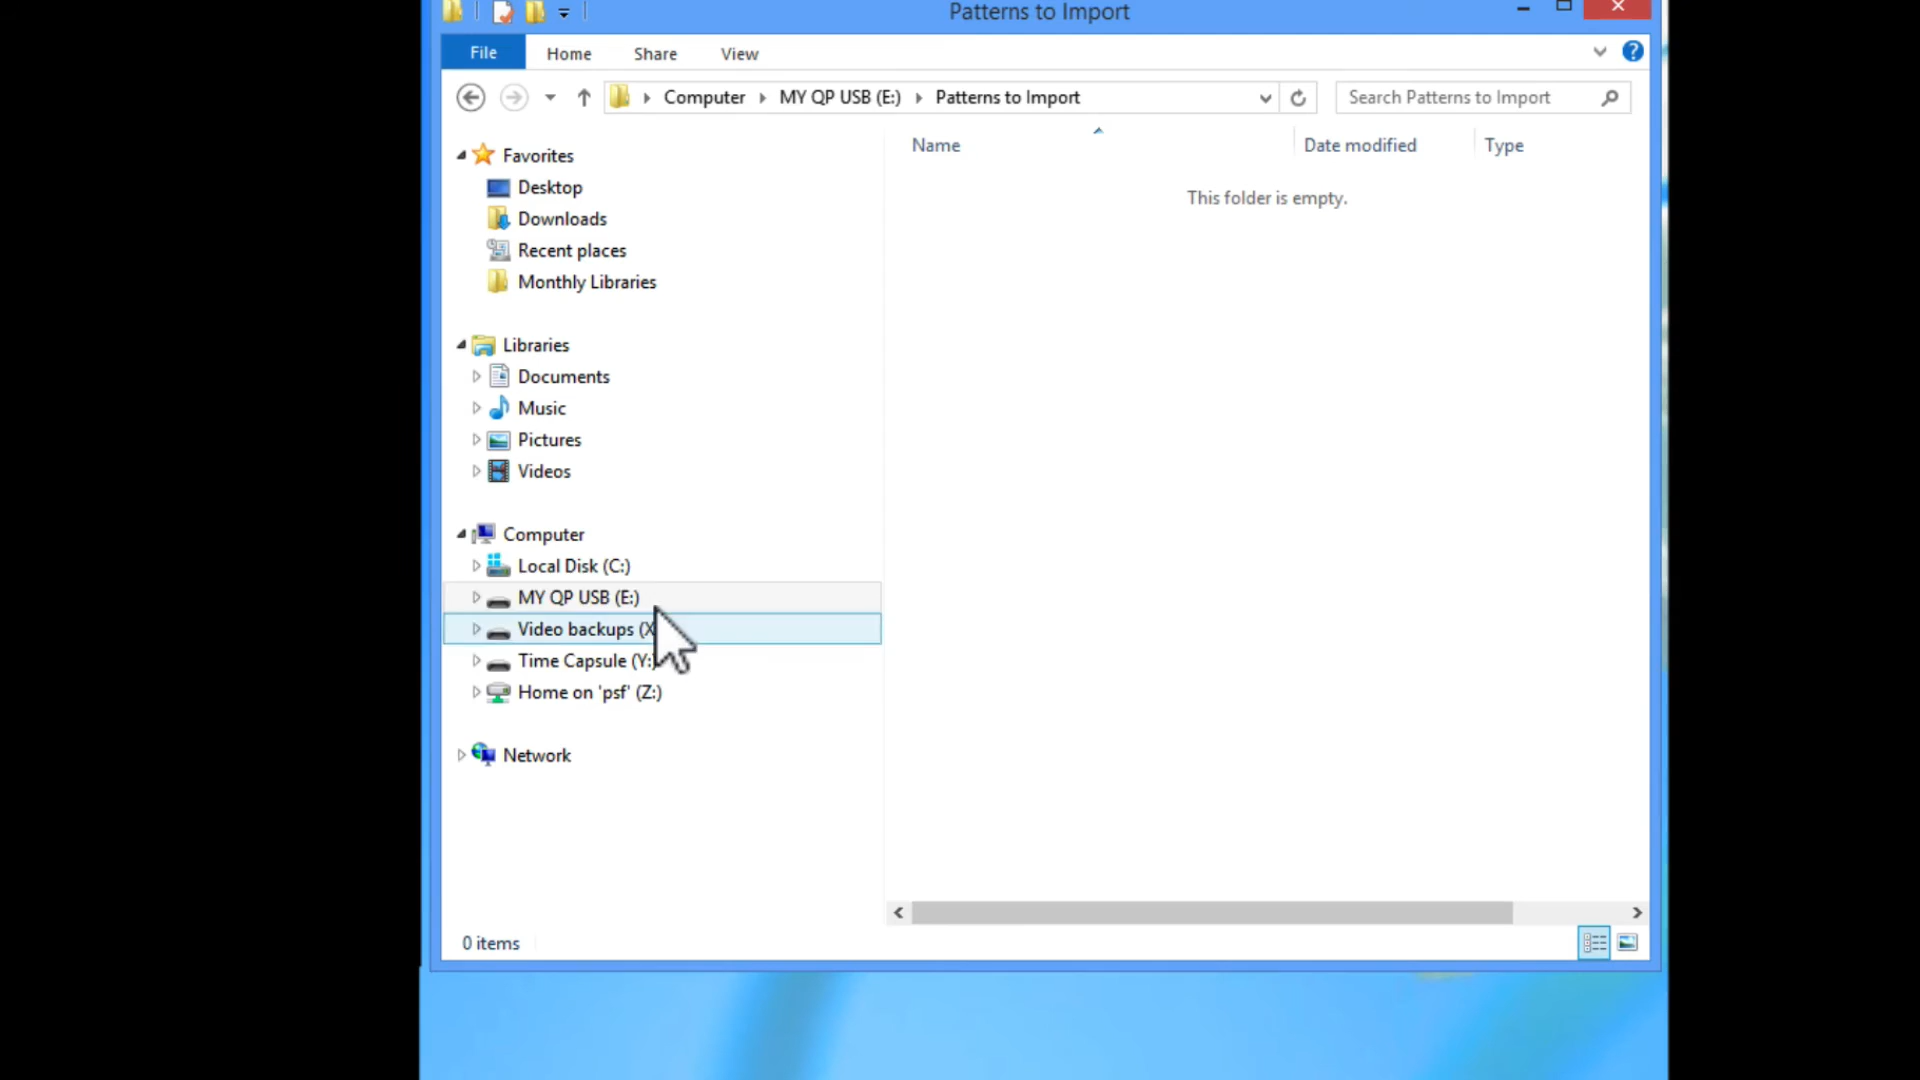 Patterns to Import
File Home Share View
Computer MY QP USB (E:) Patterns to Import
Search Patterns to Import
Name Date modified Type
This folder is empty.
Favorites
Desktop
Downloads
Recent places
Monthly Libraries
Libraries
Documents
Music
Pictures
Videos
Computer
Local Disk (C:)
MY QP USB (E:)
Video backups (X
Time Capsule (Y:)
Home on 'psf' (Z:)
Network
0 items